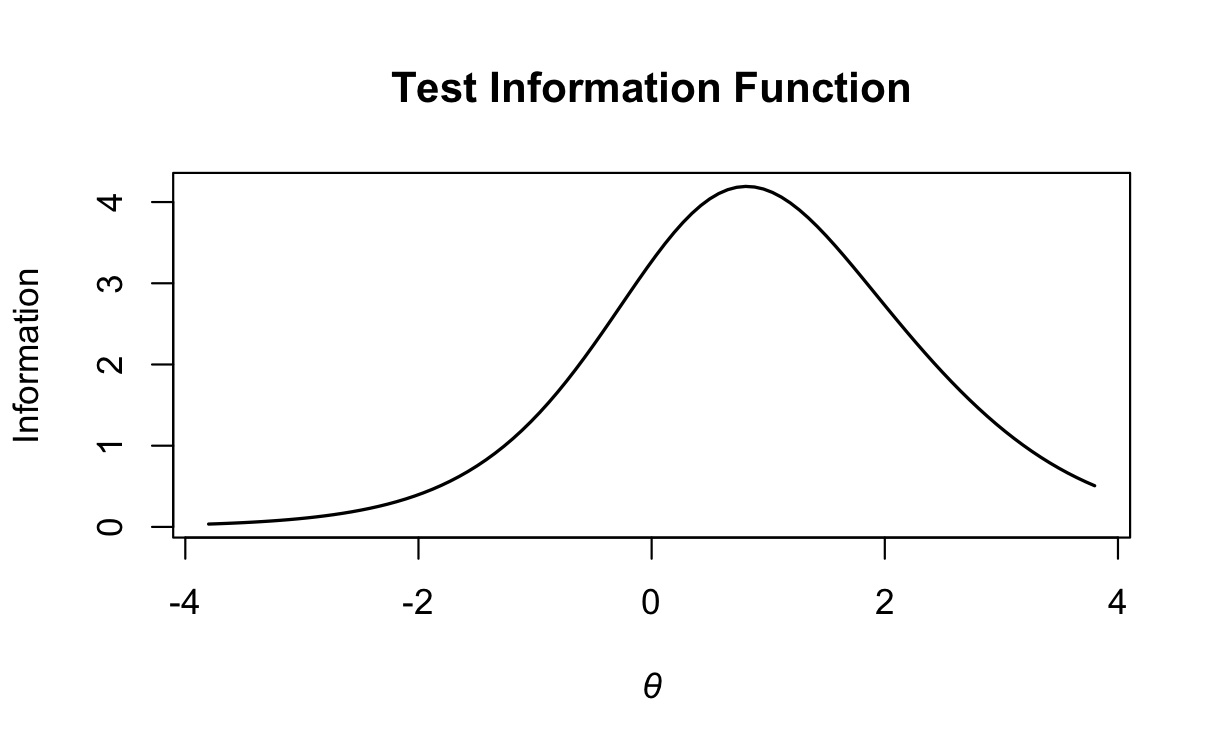 Test Information Function
Information
4
3
2
1
0
-4 -2 0 2 4
θ